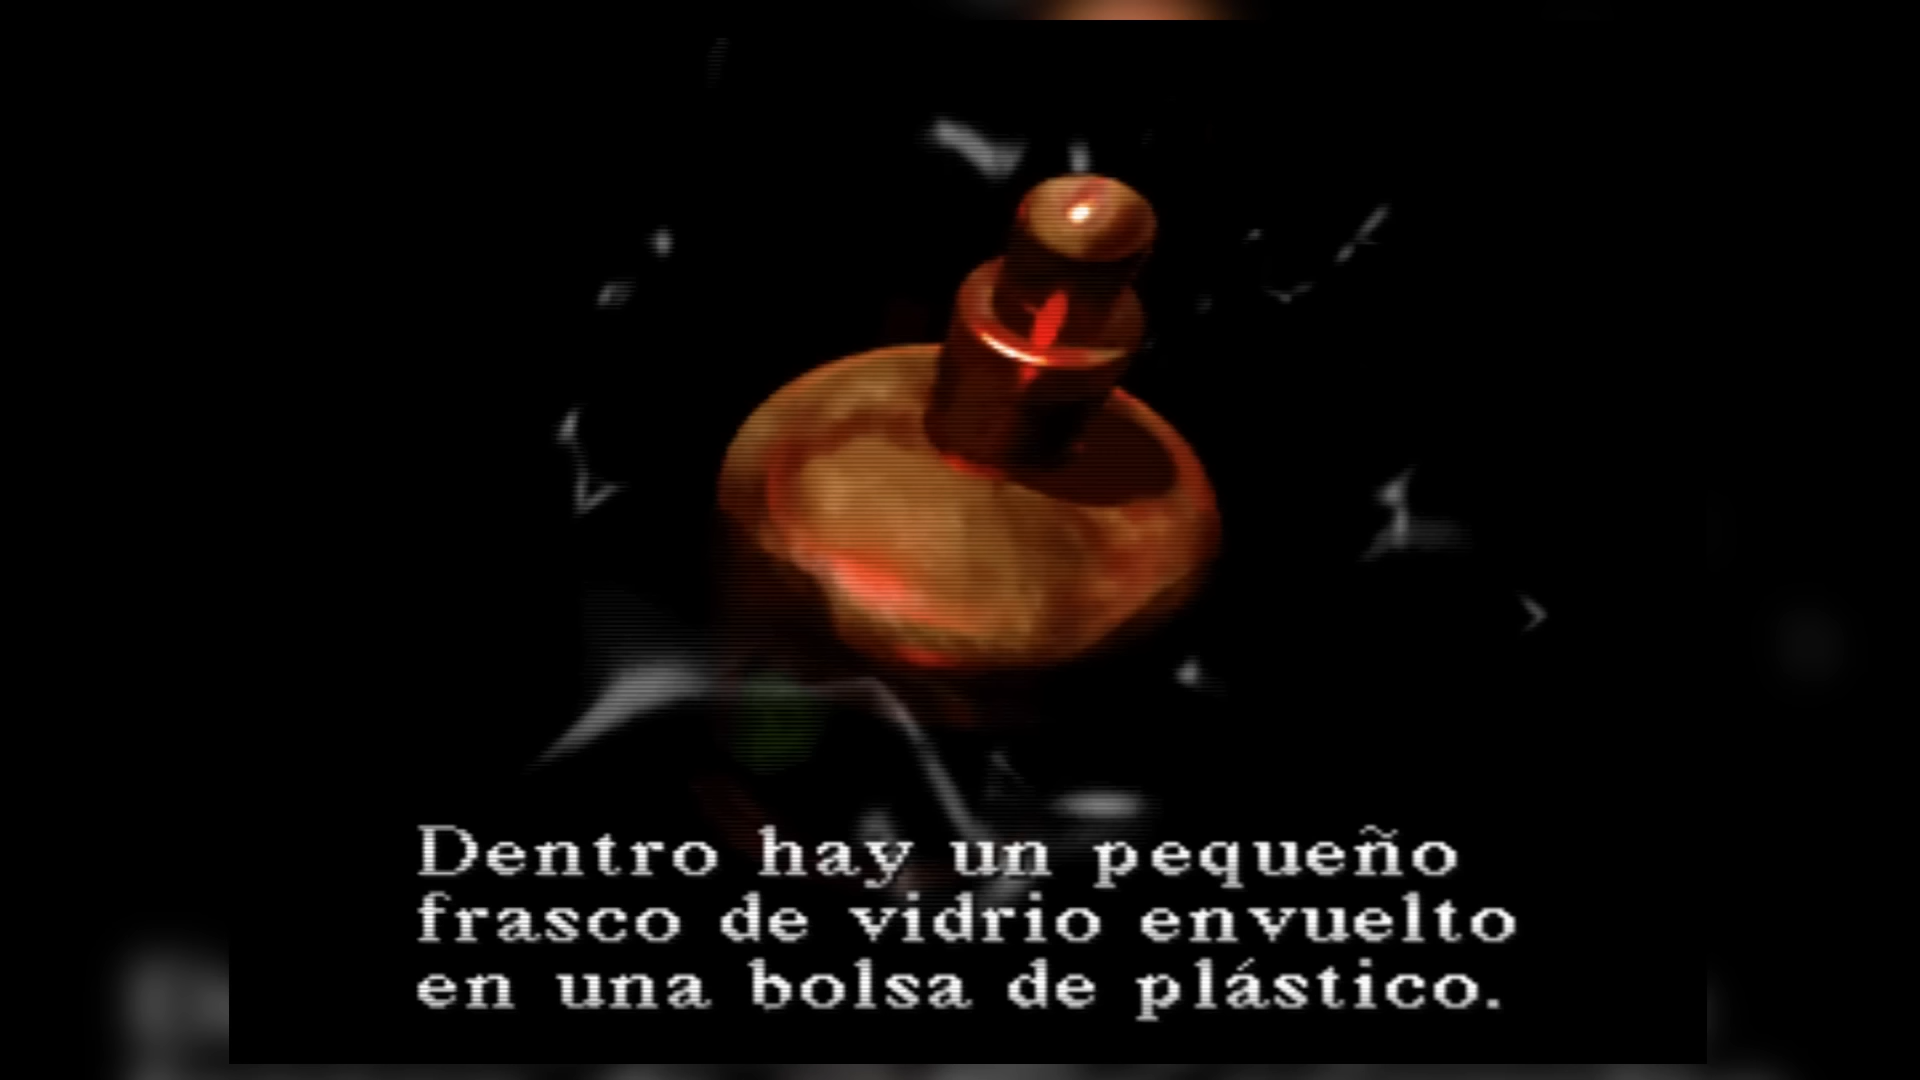 Dentro hay un pequeño
frasco de vidrio envuelto
en una bolsa de plástico.